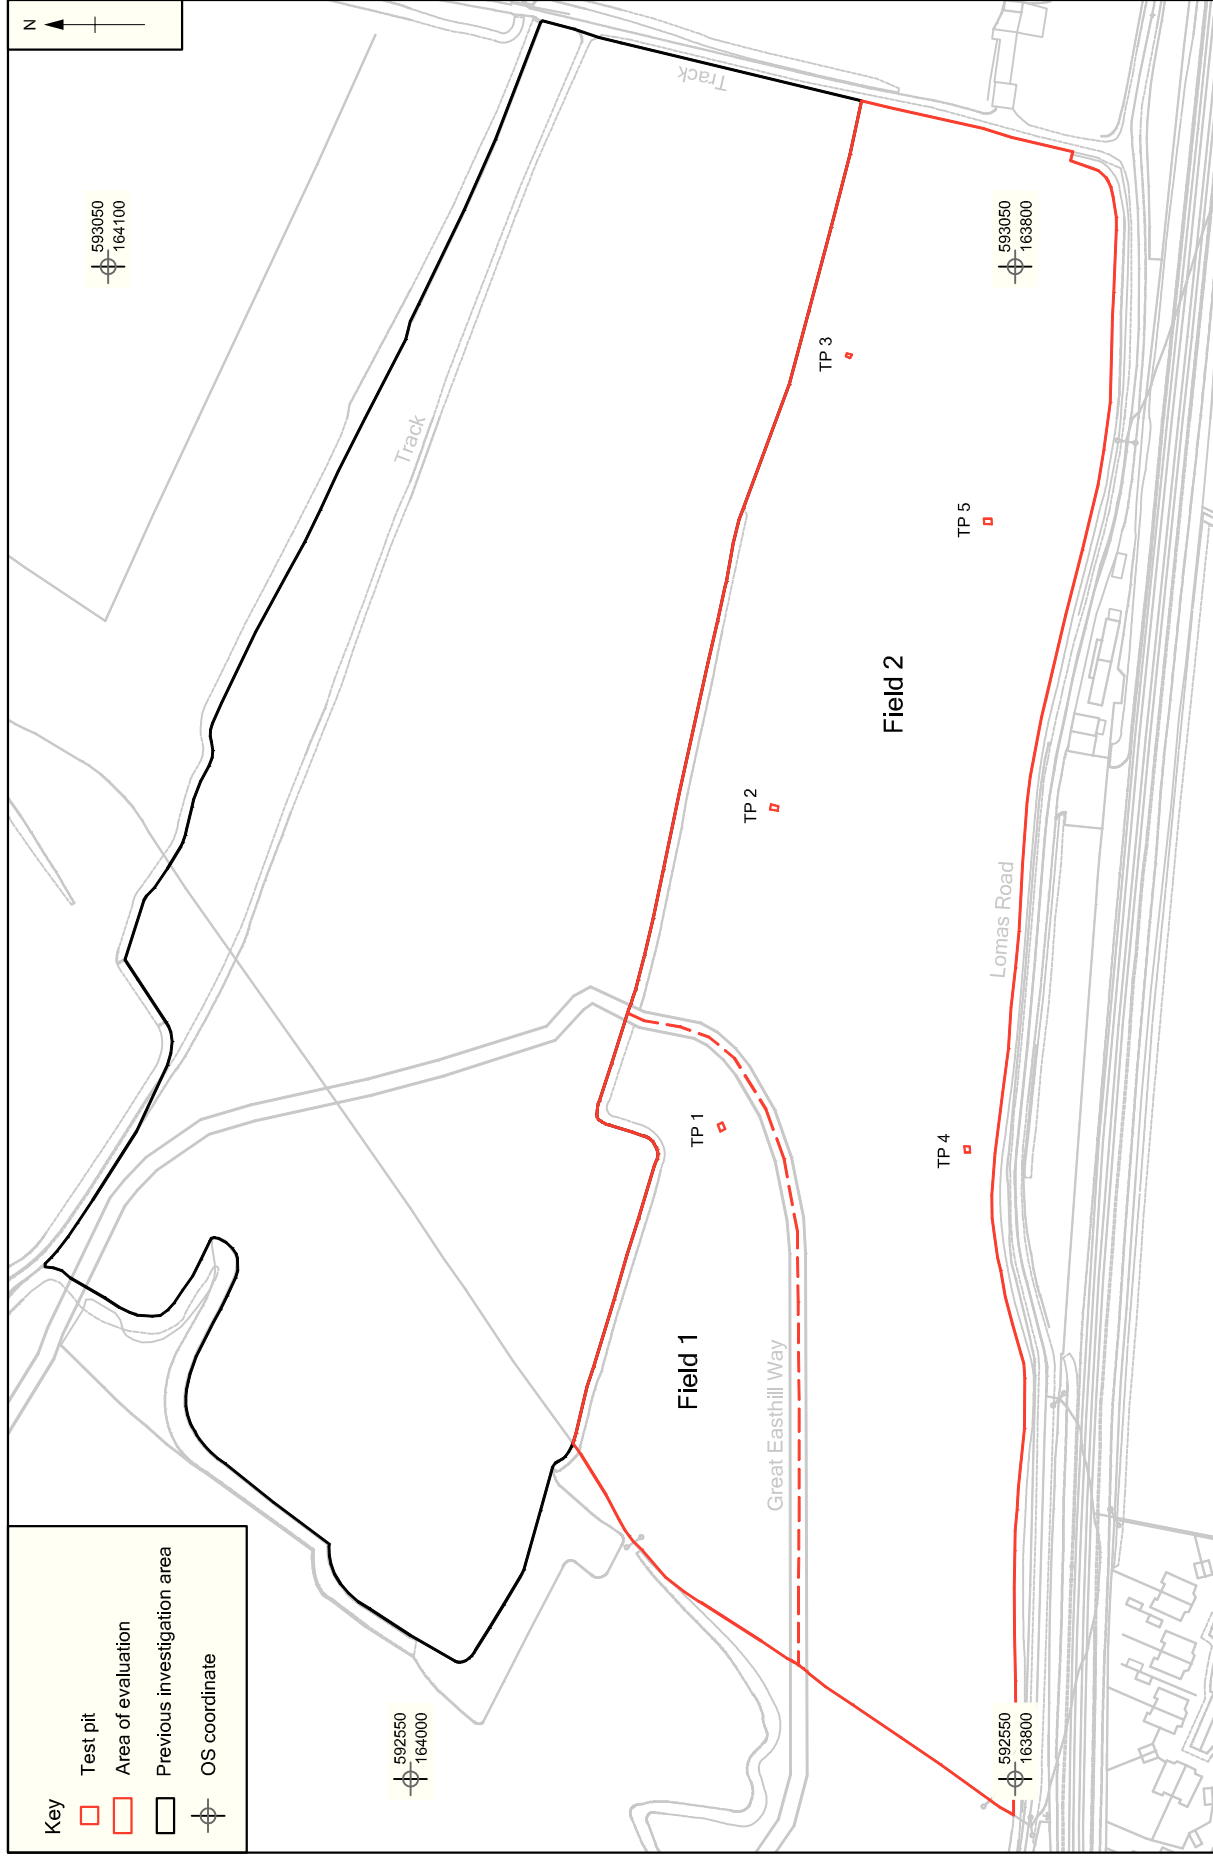 Key
Test pit
Area of evaluation
Previous investigation area
OS coordinate
N
593050
164100
592550
164000
593050
163800
592550
163800
Track
Track
TP 1
TP 2
TP 3
TP 4
TP 5
Field 1
Field 2
Great Easthill Way
Lomas Road